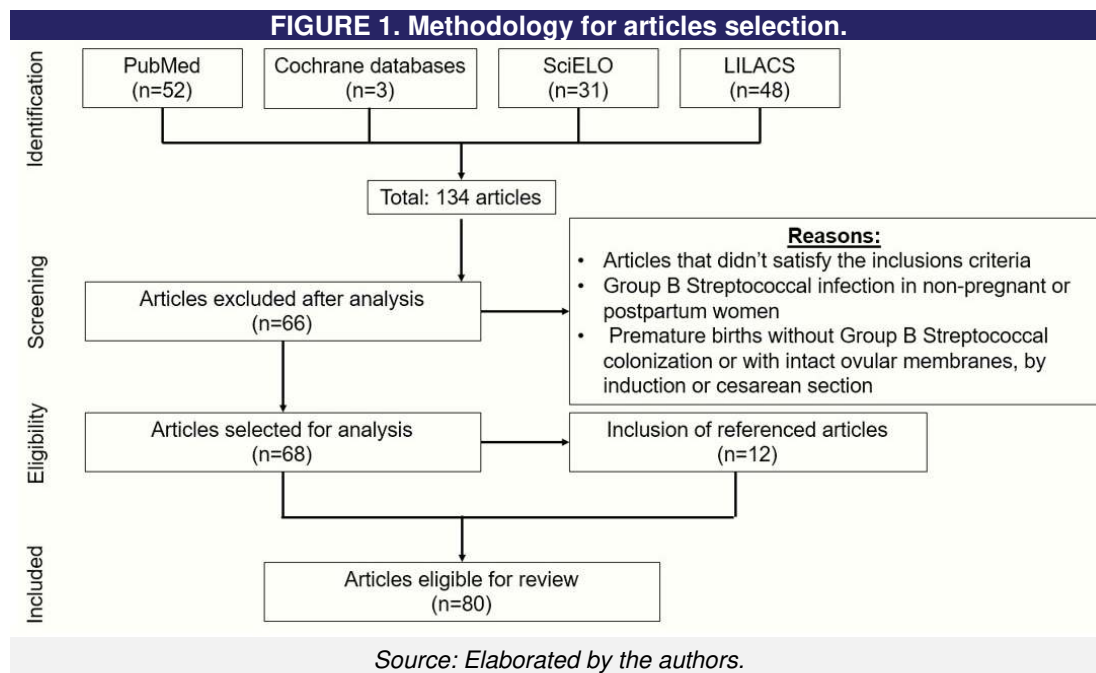 FIGURE 1. Methodology for articles selection.
Identification
PubMed
(n=52)
Cochrane databases
(n=3)
SciELO
(n=31)
LILACS
(n=48)
Total: 134 articles
Screening
Articles excluded after analysis
(n=66)
Reasons:
• Articles that didn't satisfy the inclusions criteria
• Group B Streptococcal infection in non-pregnant or
postpartum women
• Premature births without Group B Streptococcal
colonization or with intact ovular membranes, by
induction or cesarean section
Eligibility
Articles selected for analysis
(n=68)
Inclusion of referenced articles
(n=12)
Included
Articles eligible for review
(n=80)
Source: Elaborated by the authors.